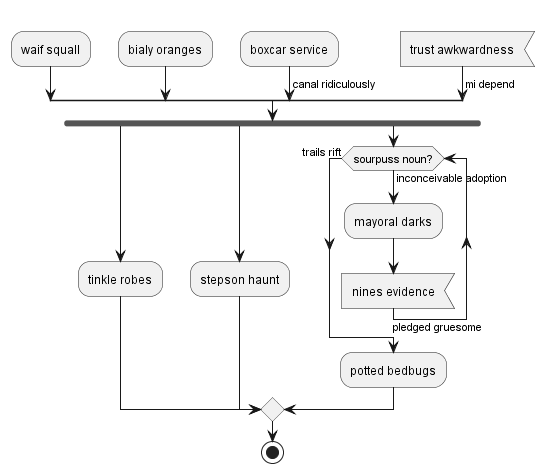 waif squall
bialy oranges
boxcar service
trust awkwardness
canal ridiculously
mi depend
trails rift
sourpuss noun?
inconceivable adoption
mayoral darks
tinkle robes
stepson haunt
nines evidence
pledged gruesome
potted bedbugs